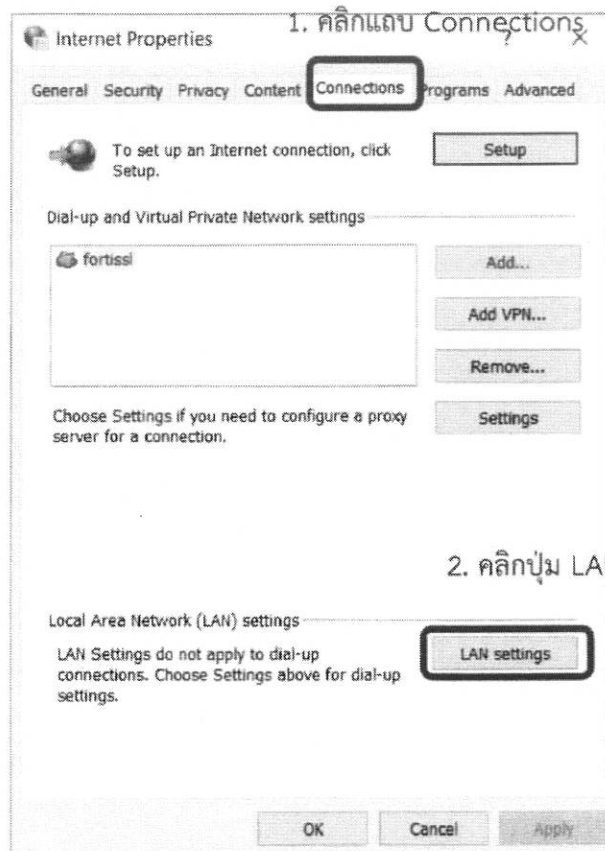 1. คลิกแถบ Connections
Internet Properties ? ×
General Security Privacy Content Connections Programs Advanced
To set up an Internet connection, click
Setup.
Setup
Dial-up and Virtual Private Network settings
fortissl
Add...
Add VPN...
Remove...
Choose Settings if you need to configure a proxy
server for a connection.
Settings
2. คลิกปุ่ม LA
Local Area Network (LAN) settings
LAN Settings do not apply to dial-up
connections. Choose Settings above for dial-up
settings.
LAN settings
OK Cancel Apply